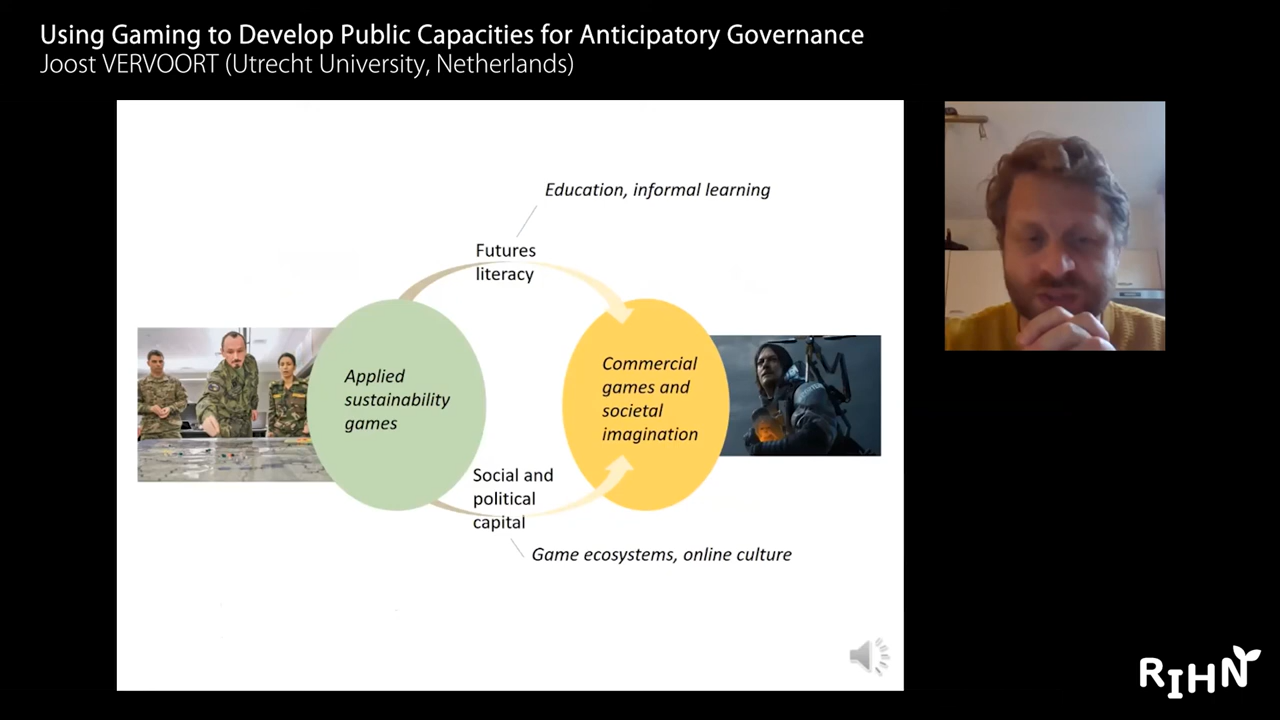 Using Gaming to Develop Public Capacities for Anticipatory Governance
Joost VERVOORT (Utrecht University, Netherlands)
Education, informal learning
Futures
literacy
Applied
sustainability
games
Commercial
games and
societal
imagination
Social and
political
capital
Game ecosystems, online culture
RIHN